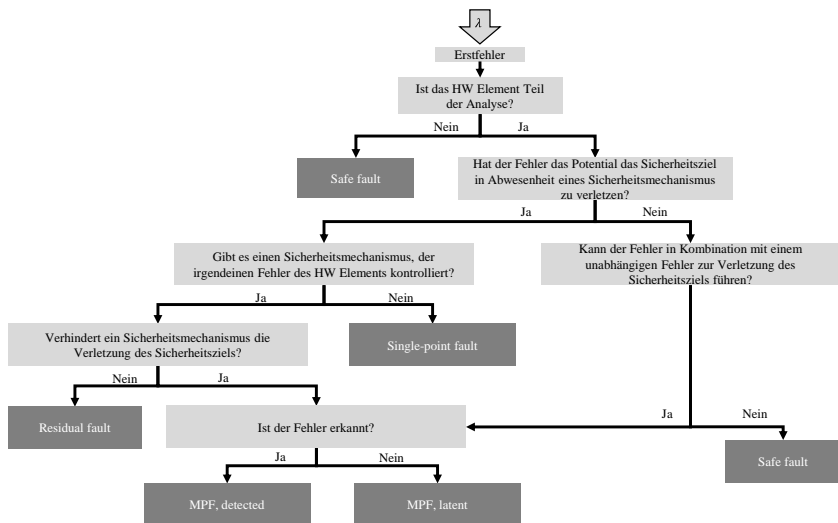 λ
Erstfehler
Ist das HW Element Teil
der Analyse?
Nein
Ja
Safe fault
Hat der Fehler das Potential das Sicherheitsziel
in Abwesenheit eines Sicherheitsmechanismus
zu verletzen?
Ja
Nein
Gibt es einen Sicherheitsmechanismus, der
irgendeinen Fehler des HW Elements kontrolliert?
Kann der Fehler in Kombination mit einem
unabhängigen Fehler zur Verletzung des
Sicherheitsziels führen?
Ja
Nein
Verhindert ein Sicherheitsmechanismus die
Verletzung des Sicherheitsziels?
Single-point fault
Nein
Ja
Residual fault
Ist der Fehler erkannt?
Ja
Nein
Safe fault
Ja
Nein
MPF, detected
MPF, latent